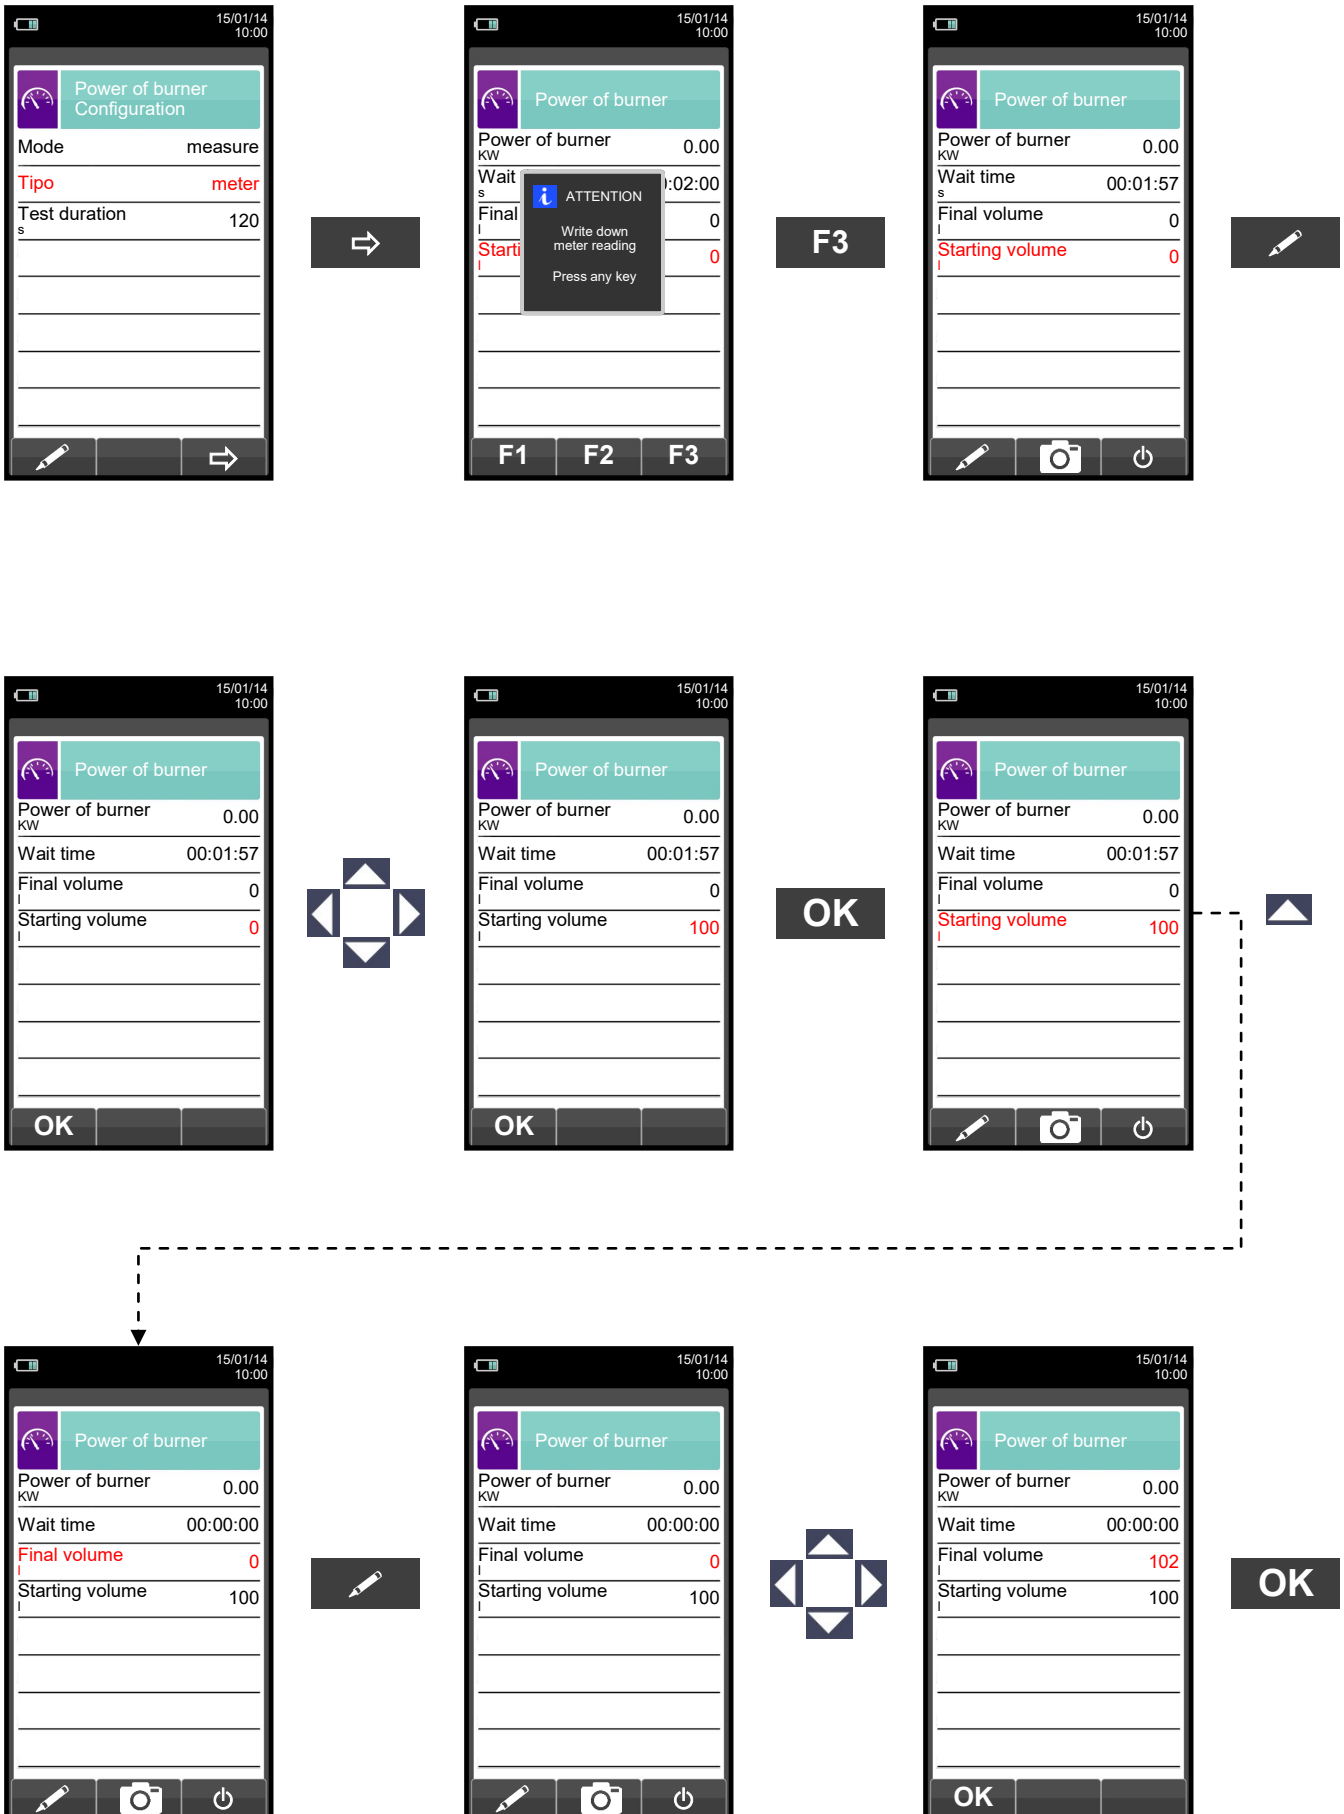 15/01/14
10:00
Power of burner
Configuration
Mode measure
Tipo meter
Test duration 120
s
15/01/14
10:00
Power of burner
Power of burner 0.00
KW
Wait :02:00
s
Final 0
l
Starti 0
l
ATTENTION
Write down
meter reading
Press any key
F1 F2 F3
F3
15/01/14
10:00
Power of burner
Power of burner 0.00
KW
Wait time 00:01:57
s
Final volume 0
l
Starting volume 0
l
15/01/14
10:00
Power of burner
Power of burner 0.00
KW
Wait time 00:01:57
Final volume 0
l
Starting volume 0
l
OK
15/01/14
10:00
Power of burner
Power of burner 0.00
KW
Wait time 00:01:57
Final volume 0
l
Starting volume 100
l
OK
OK
15/01/14
10:00
Power of burner
Power of burner 0.00
KW
Wait time 00:01:57
Final volume 0
l
Starting volume 100
l
15/01/14
10:00
Power of burner
Power of burner 0.00
KW
Wait time 00:00:00
Final volume 0
l
Starting volume 100
l
15/01/14
10:00
Power of burner
Power of burner 0.00
KW
Wait time 00:00:00
Final volume 0
l
Starting volume 100
l
15/01/14
10:00
Power of burner
Power of burner 0.00
KW
Wait time 00:00:00
Final volume 102
l
Starting volume 100
l
OK
OK